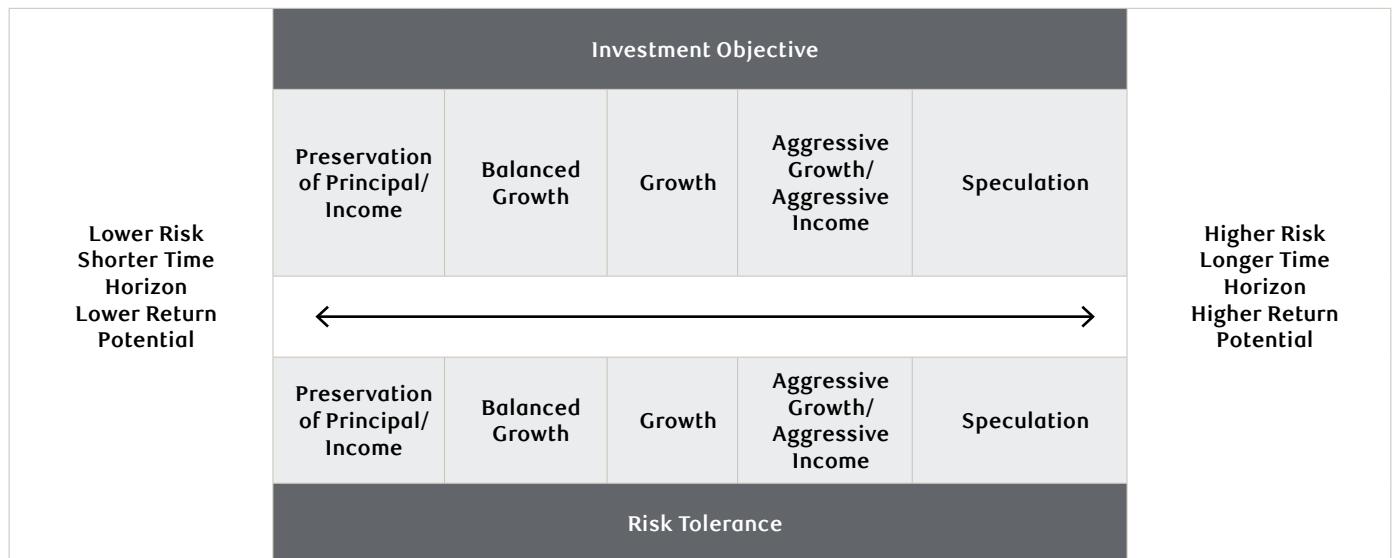 Investment Objective
Preservation
of Principal/
Income
Balanced
Growth
Growth
Aggressive
Growth/
Aggressive
Income
Speculation
Lower Risk
Shorter Time
Horizon
Lower Return
Potential
Higher Risk
Longer Time
Horizon
Higher Return
Potential
Preservation
of Principal/
Income
Balanced
Growth
Growth
Aggressive
Growth/
Aggressive
Income
Speculation
Risk Tolerance